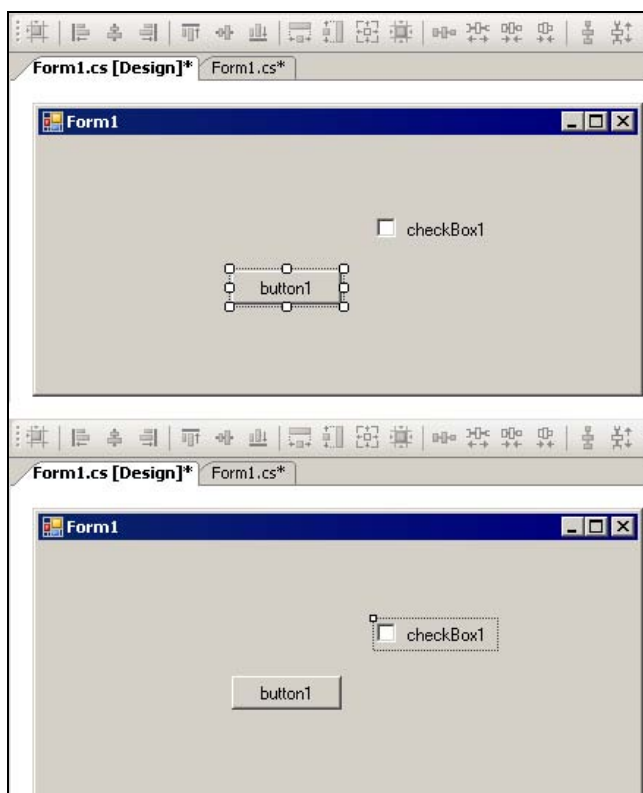 Form1.cs [Design]* Form1.cs*
Form1
checkBox1
button1
Form1.cs [Design]* Form1.cs*
Form1
checkBox1
button1